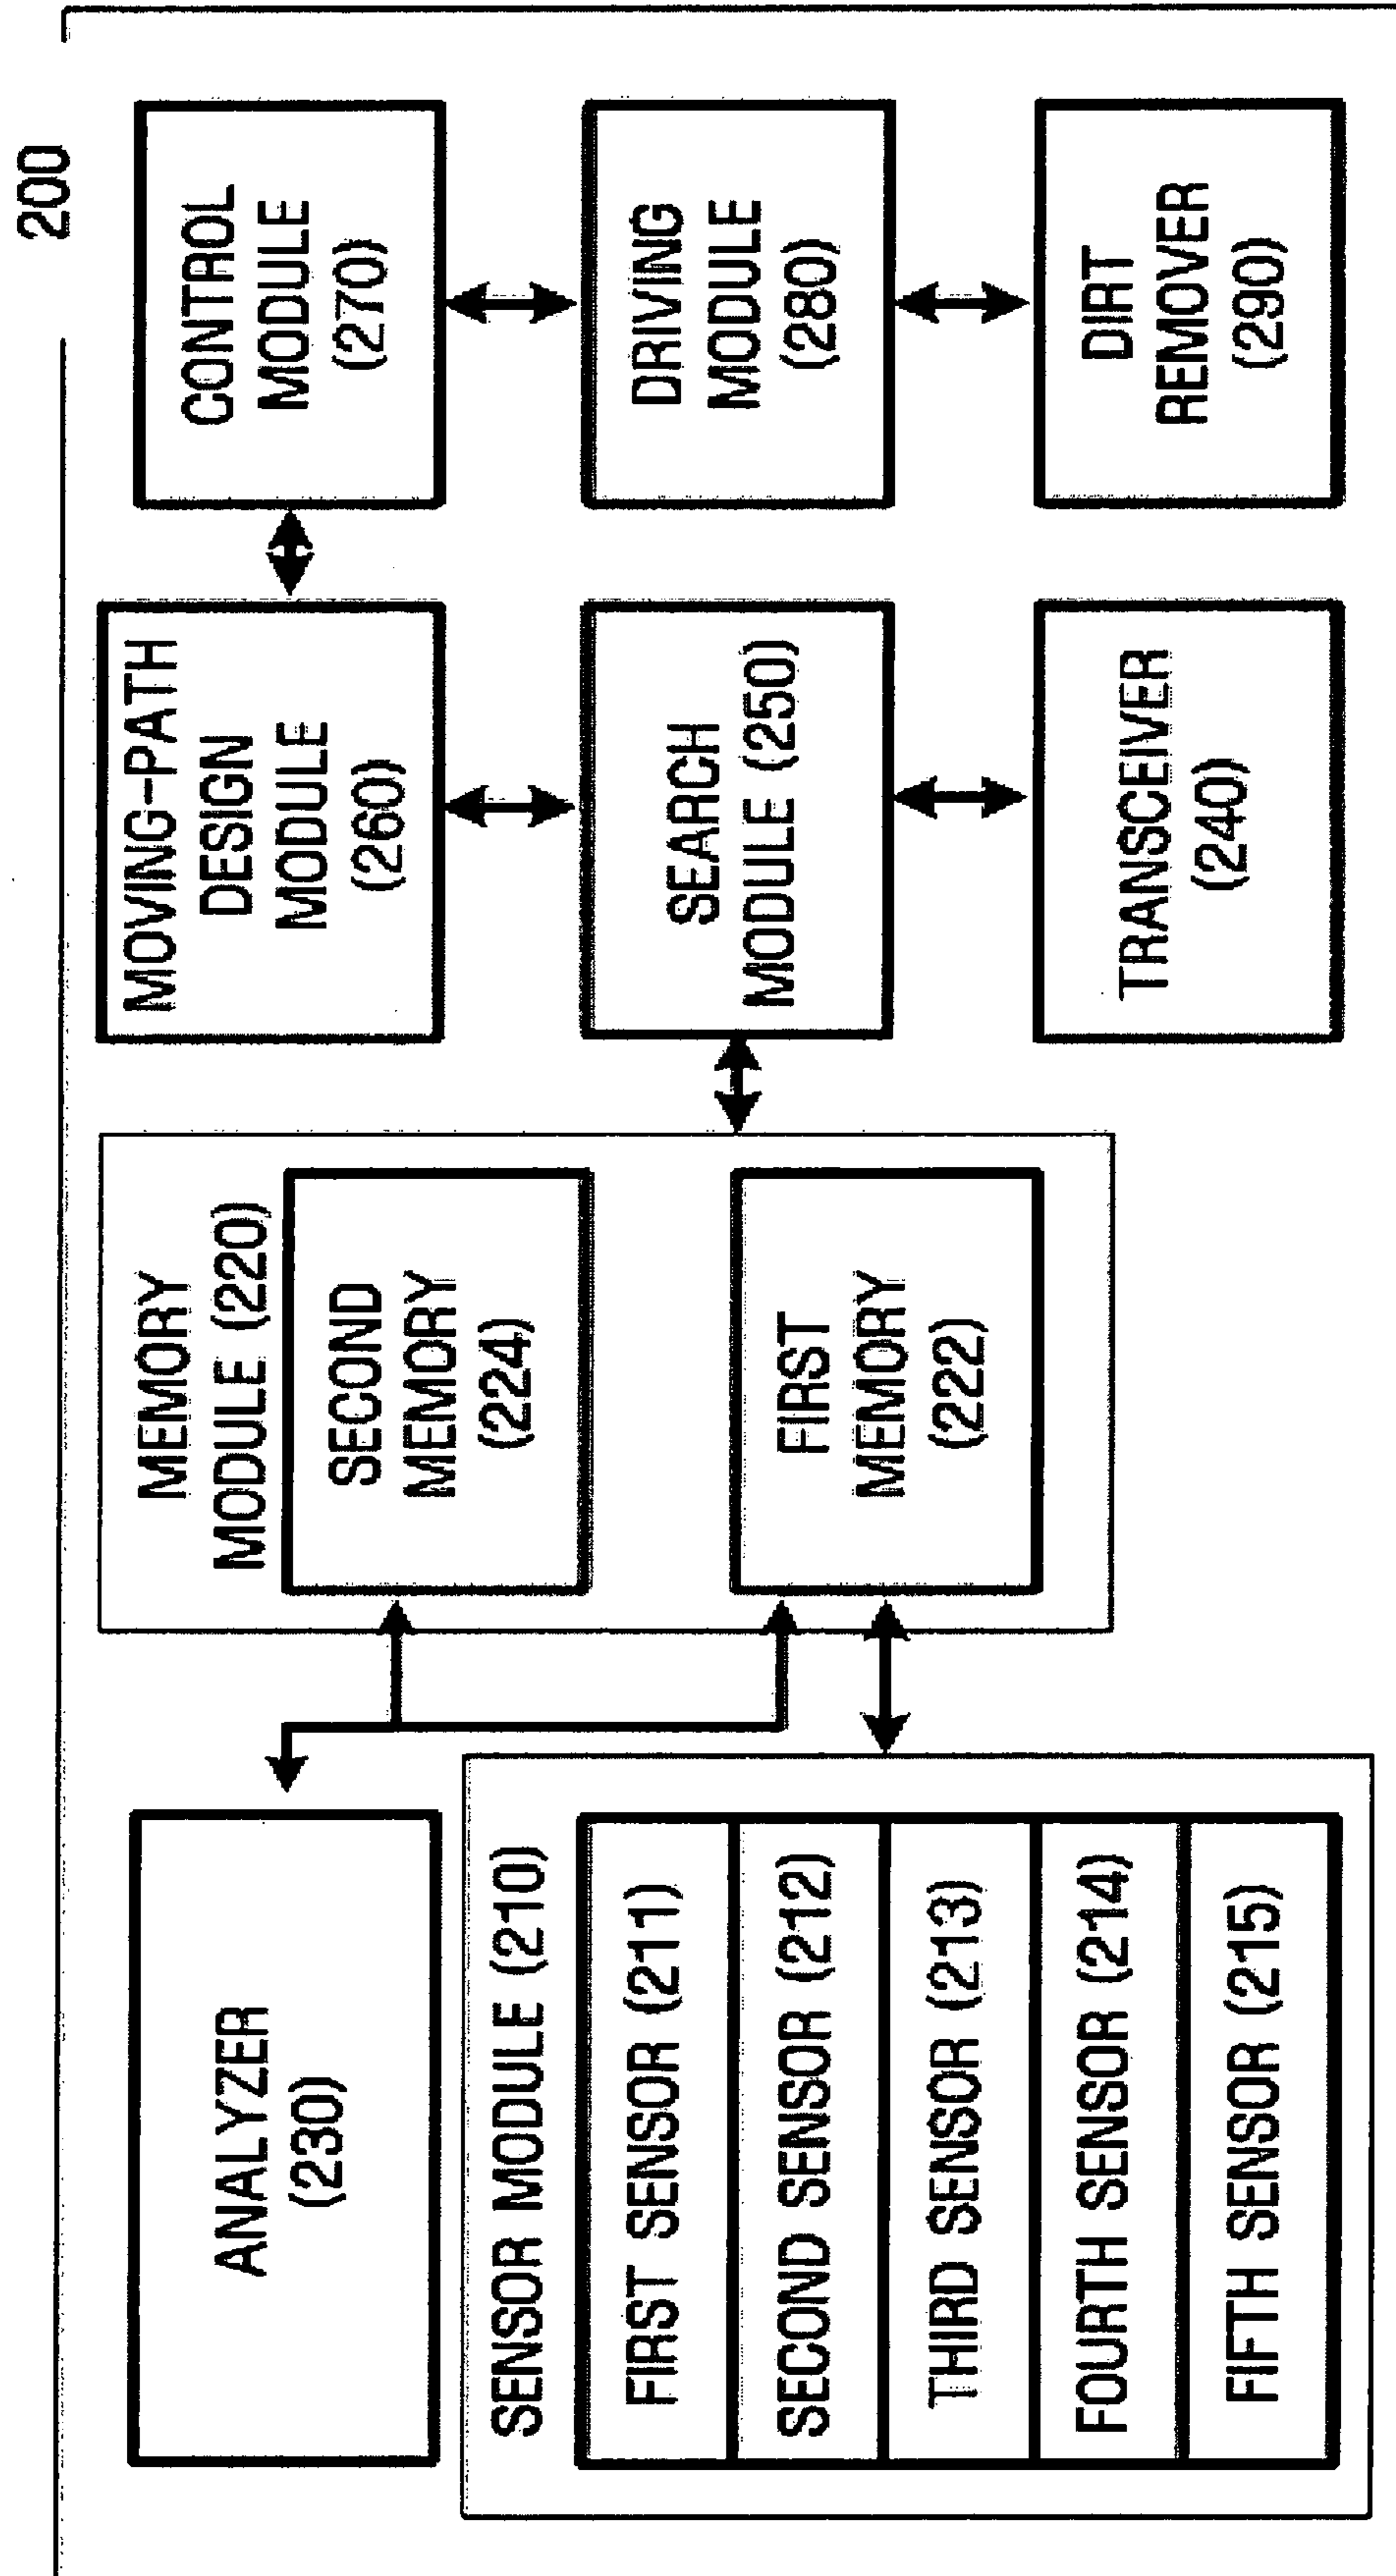 200
ANALYZER
(230)
SENSOR MODULE (210)
FIRST SENSOR (211)
SECOND SENSOR (212)
THIRD SENSOR (213)
FOURTH SENSOR (214)
FIFTH SENSOR (215)
MEMORY
MODULE (220)
SECOND
MEMORY
(224)
FIRST
MEMORY
(222)
MOVING-PATH
DESIGN
MODULE
(260)
SEARCH
MODULE (250)
TRANSCEIVER
(240)
CONTROL
MODULE
(270)
DRIVING
MODULE
(280)
DIRT
REMOVER
(290)